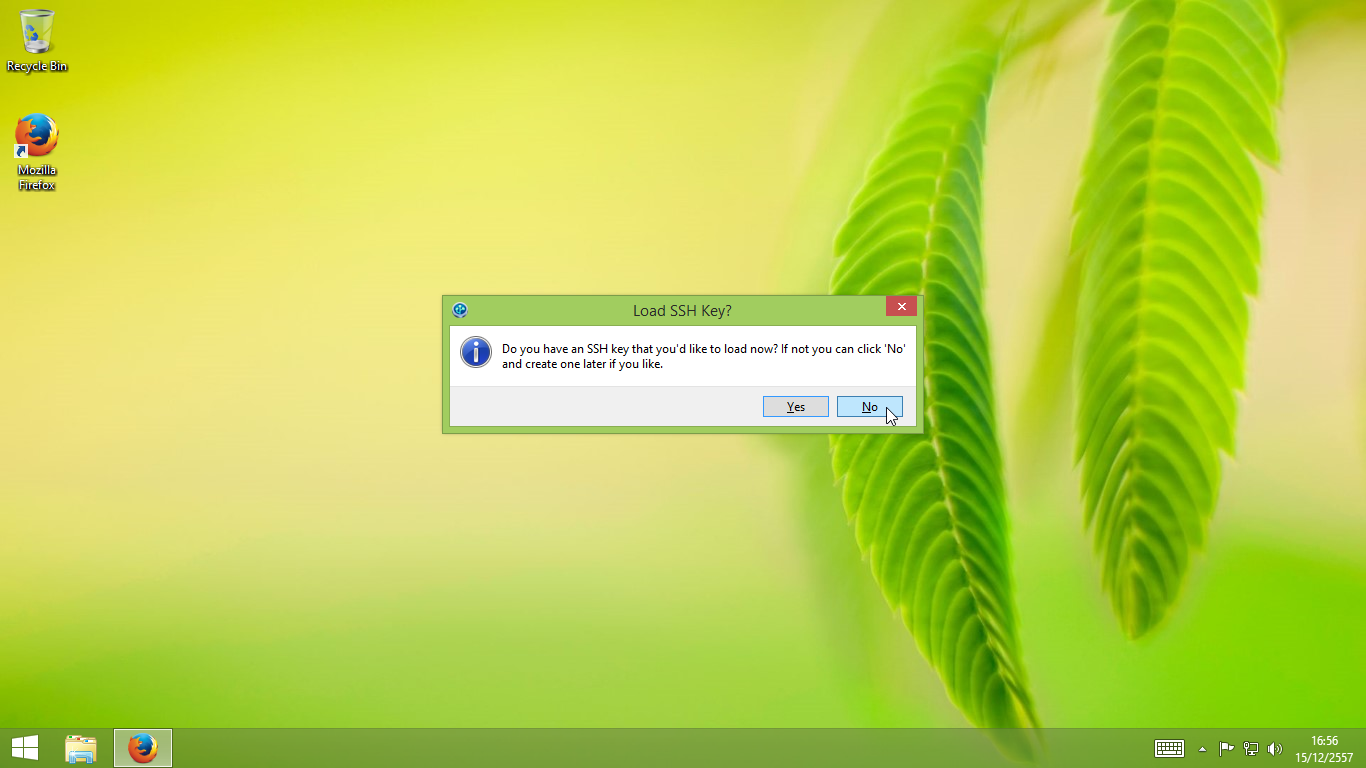 Recycle Bin
Mozilla
Firefox
Load SSH Key?
Do you have an SSH key that you'd like to load now? If not you can click 'No'
and create one later if you like.
Yes
No
16:56
15/12/2557